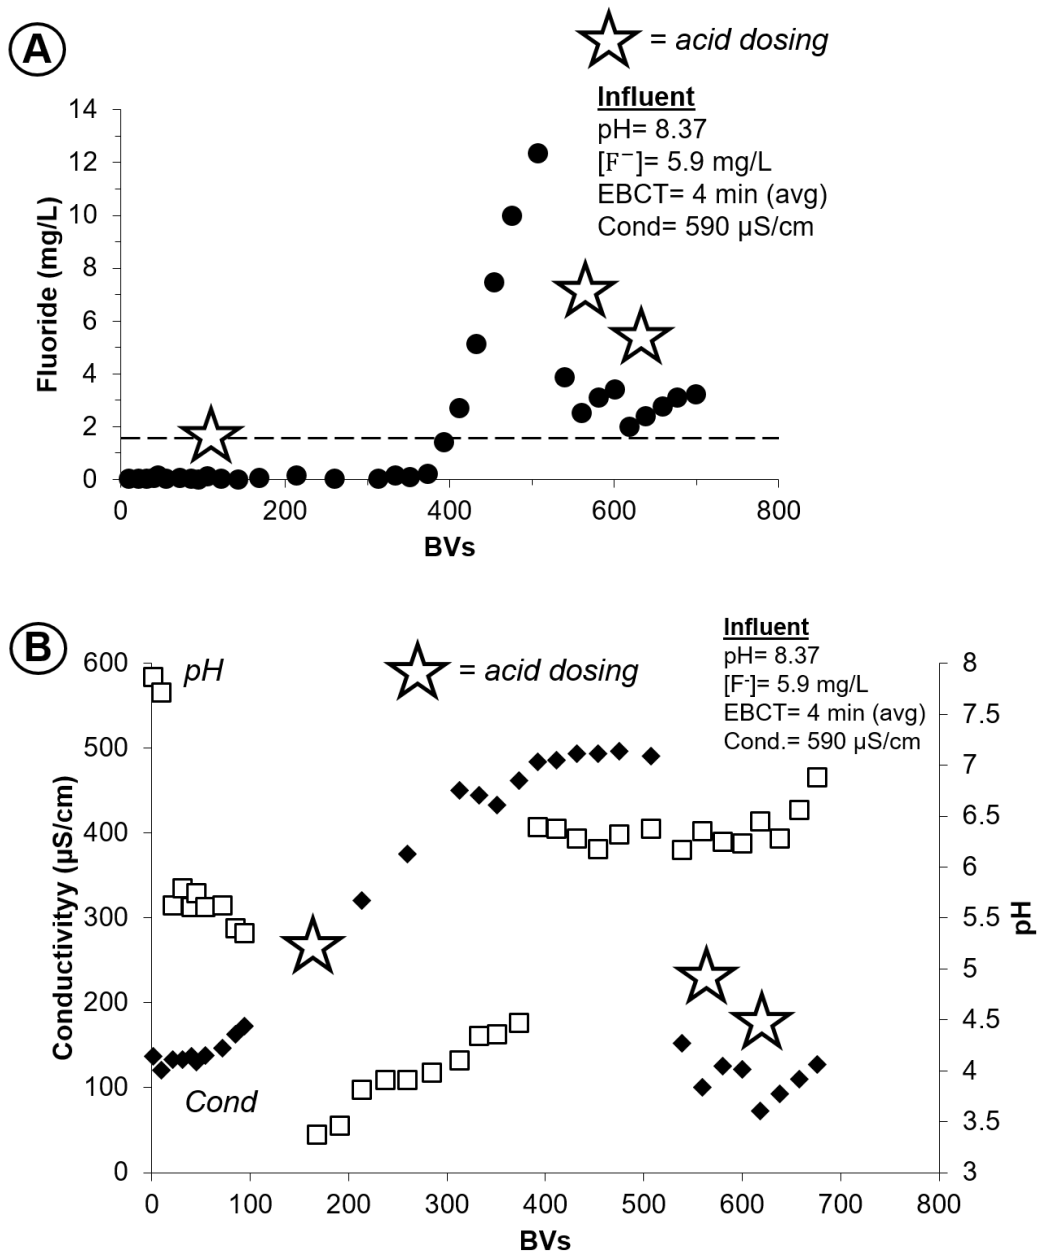 A
= acid dosing
Influent
pH= 8.37
[F⁻]= 5.9 mg/L
EBCT= 4 min (avg)
Cond= 590 µS/cm
Fluoride (mg/L)
14
12
10
8
6
4
2
0
0 200 400 600 800
BVs
B
pH
= acid dosing
Influent
pH= 8.37
[F⁻]= 5.9 mg/L
EBCT= 4 min (avg)
Cond.= 590 µS/cm
Conductivityy (µS/cm)
600
500
400
300
200
100
0
Cond
8
7.5
7
6.5
6
5.5
5
4.5
4
3.5
3
pH
0 100 200 300 400 500 600 700 800
BVs